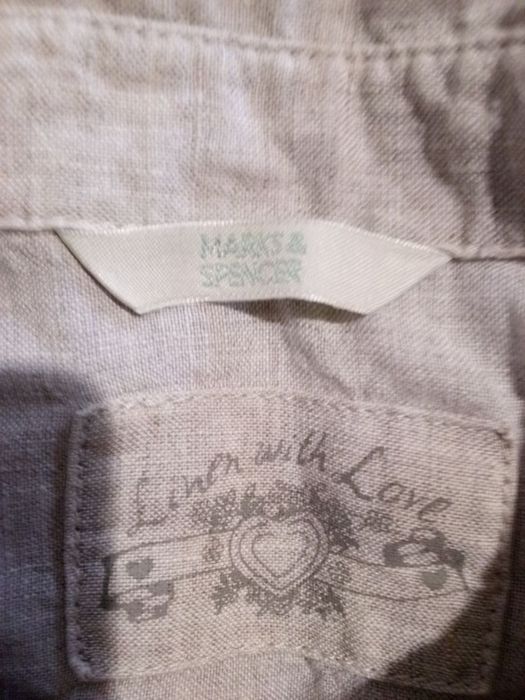 MARKS &
SPENCER
Linen with Love